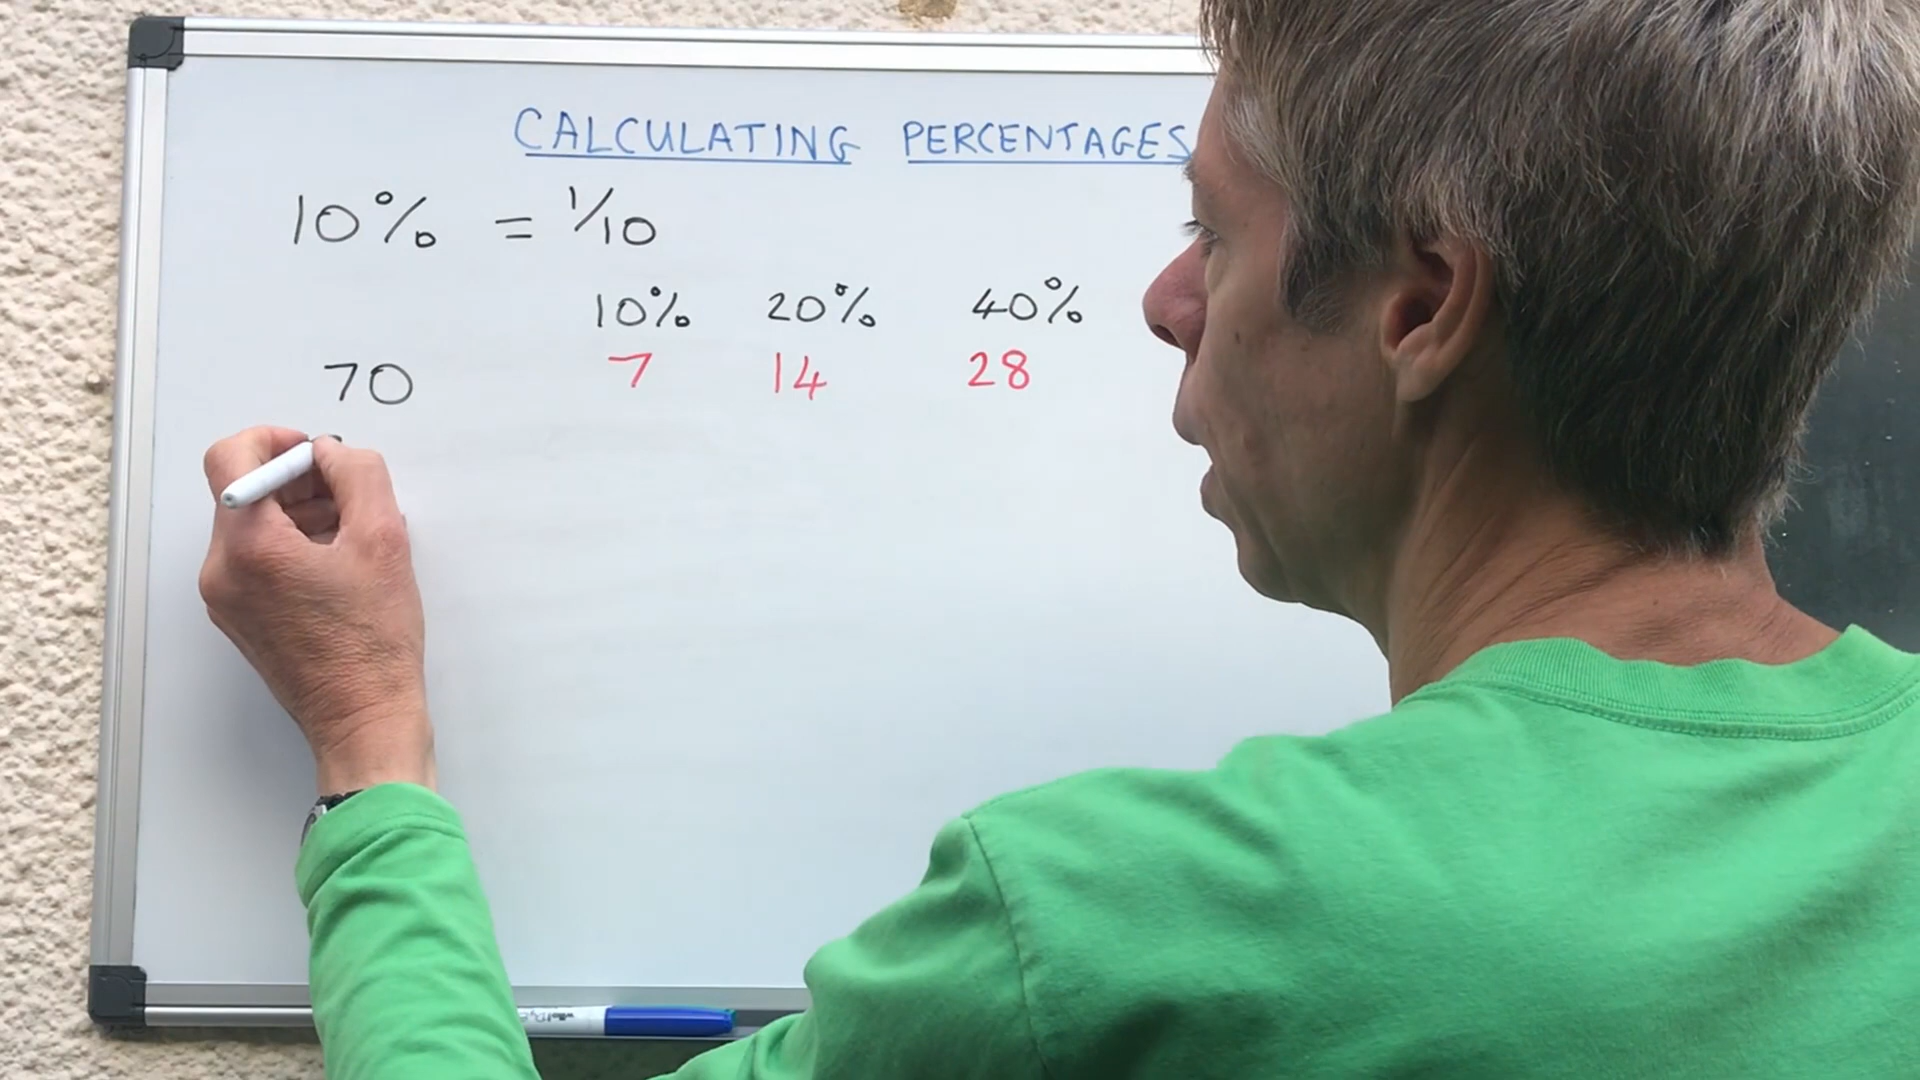 CALCULATING PERCENTAGES
10% = 1/10
10% 20% 40%
70 7 14 28